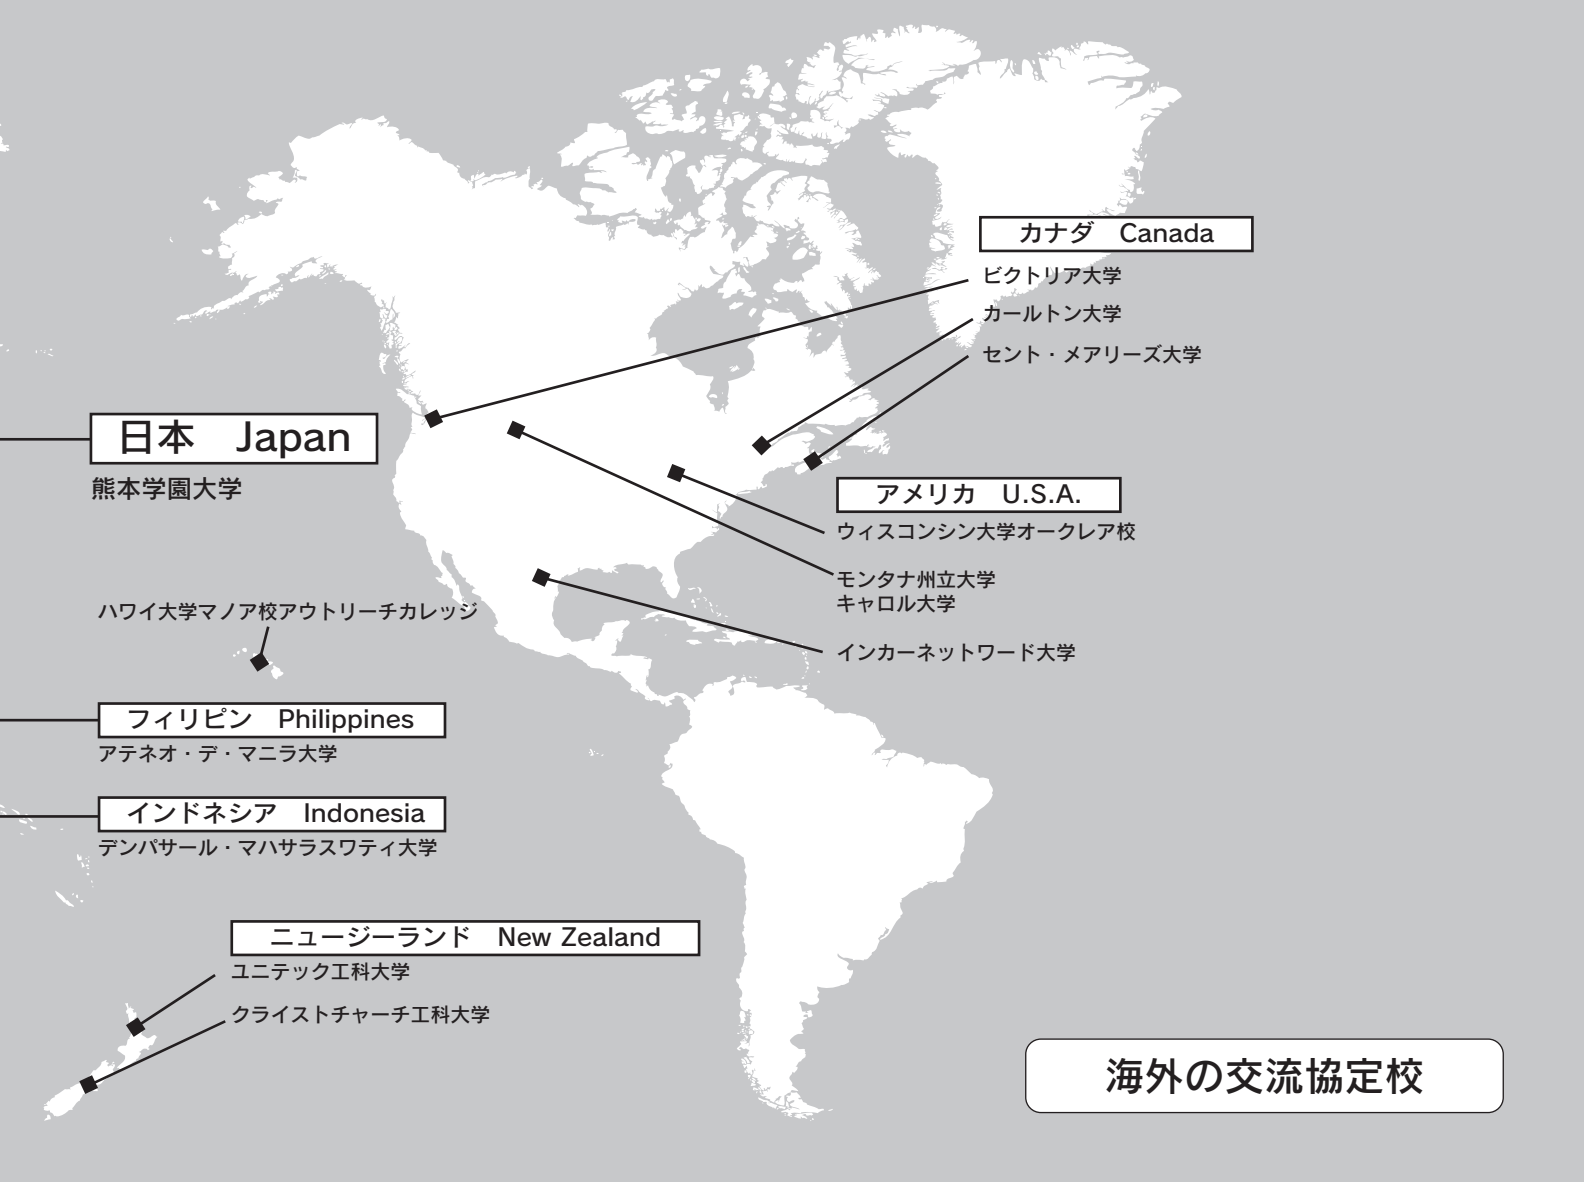 カナダ　Canada
ビクトリア大学
カールトン大学
セント・メアリーズ大学
日本　Japan
熊本学園大学
アメリカ　U.S.A.
ウィスコンシン大学オークレア校
モンタナ州立大学
キャロル大学
インカーネットワード大学
ハワイ大学マノア校アウトリーチカレッジ
フィリピン　Philippines
アテネオ・デ・マニラ大学
インドネシア　Indonesia
デンパサール・マハサラスワティ大学
ニュージーランド　New Zealand
ユニテック工科大学
クライストチャーチ工科大学
海外の交流協定校